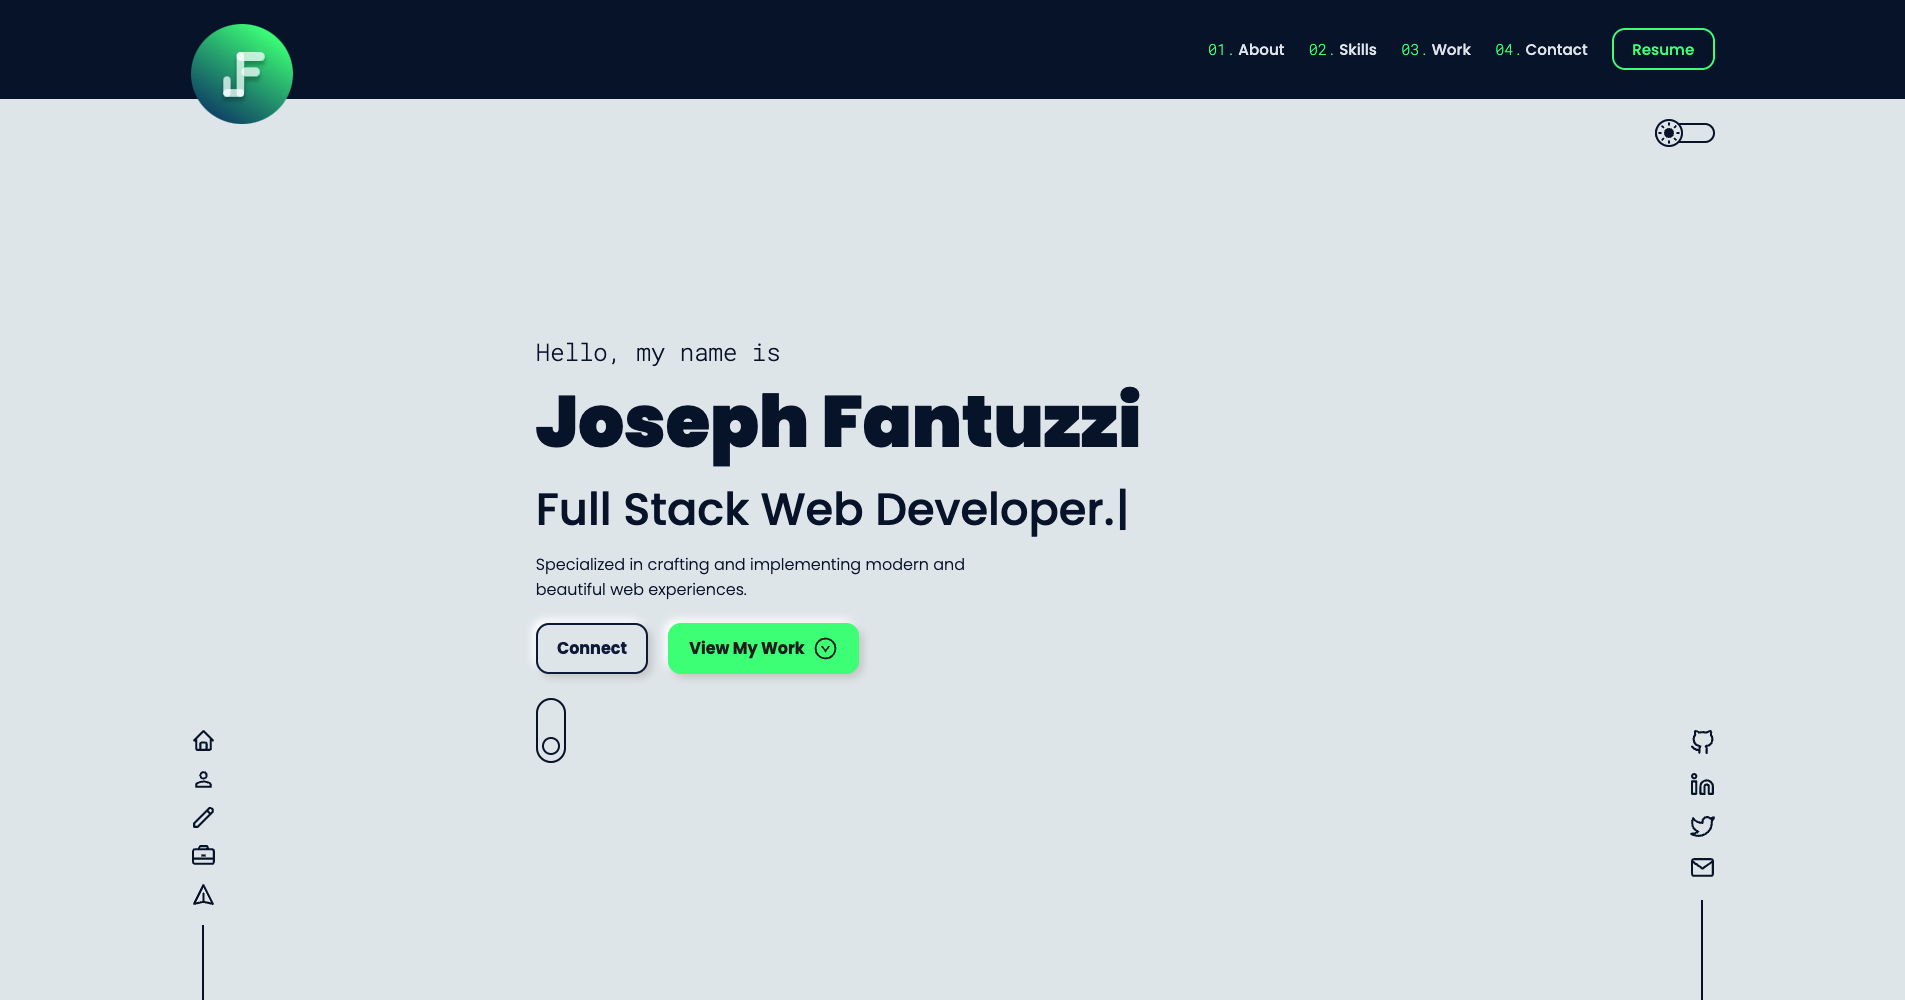 JF
01. About 02. Skills 03. Work 04. Contact Resume
Hello, my name is
Joseph Fantuzzi
Full Stack Web Developer.|
Specialized in crafting and implementing modern and
beautiful web experiences.
Connect View My Work